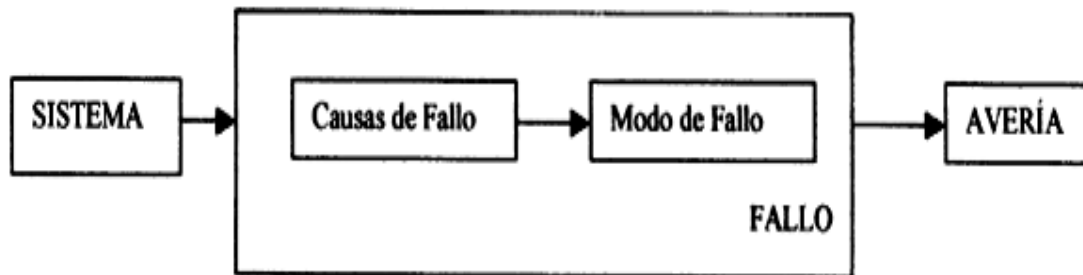 SISTEMA
Causas de Fallo
Modo de Fallo
AVERÍA
FALLO